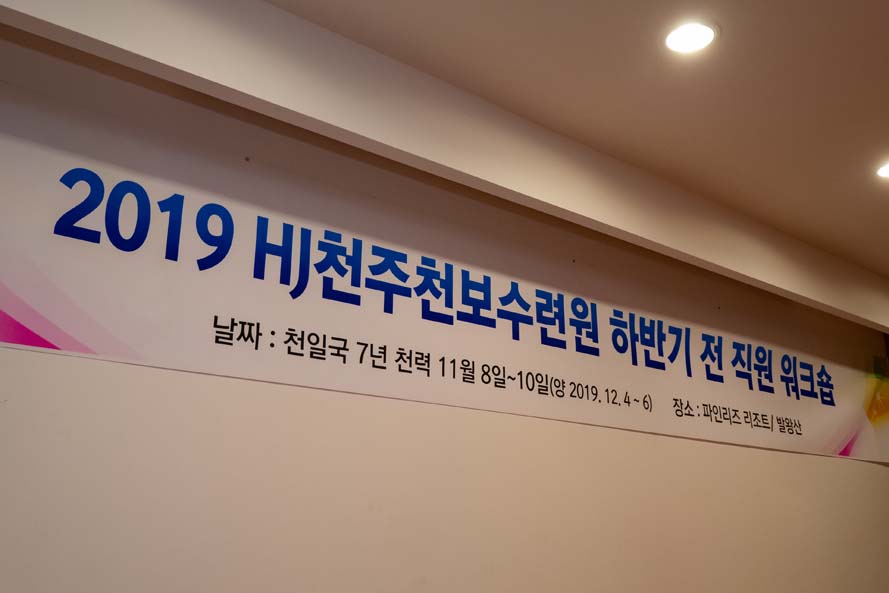 2019 HJ천주천보수련원 하반기 전 직원 워크숍
날짜 : 천일국 7년 천력 11월 8일~10일(양 2019. 12. 4 ~ 6) 장소 : 파인리즈 리조트/ 발왕산